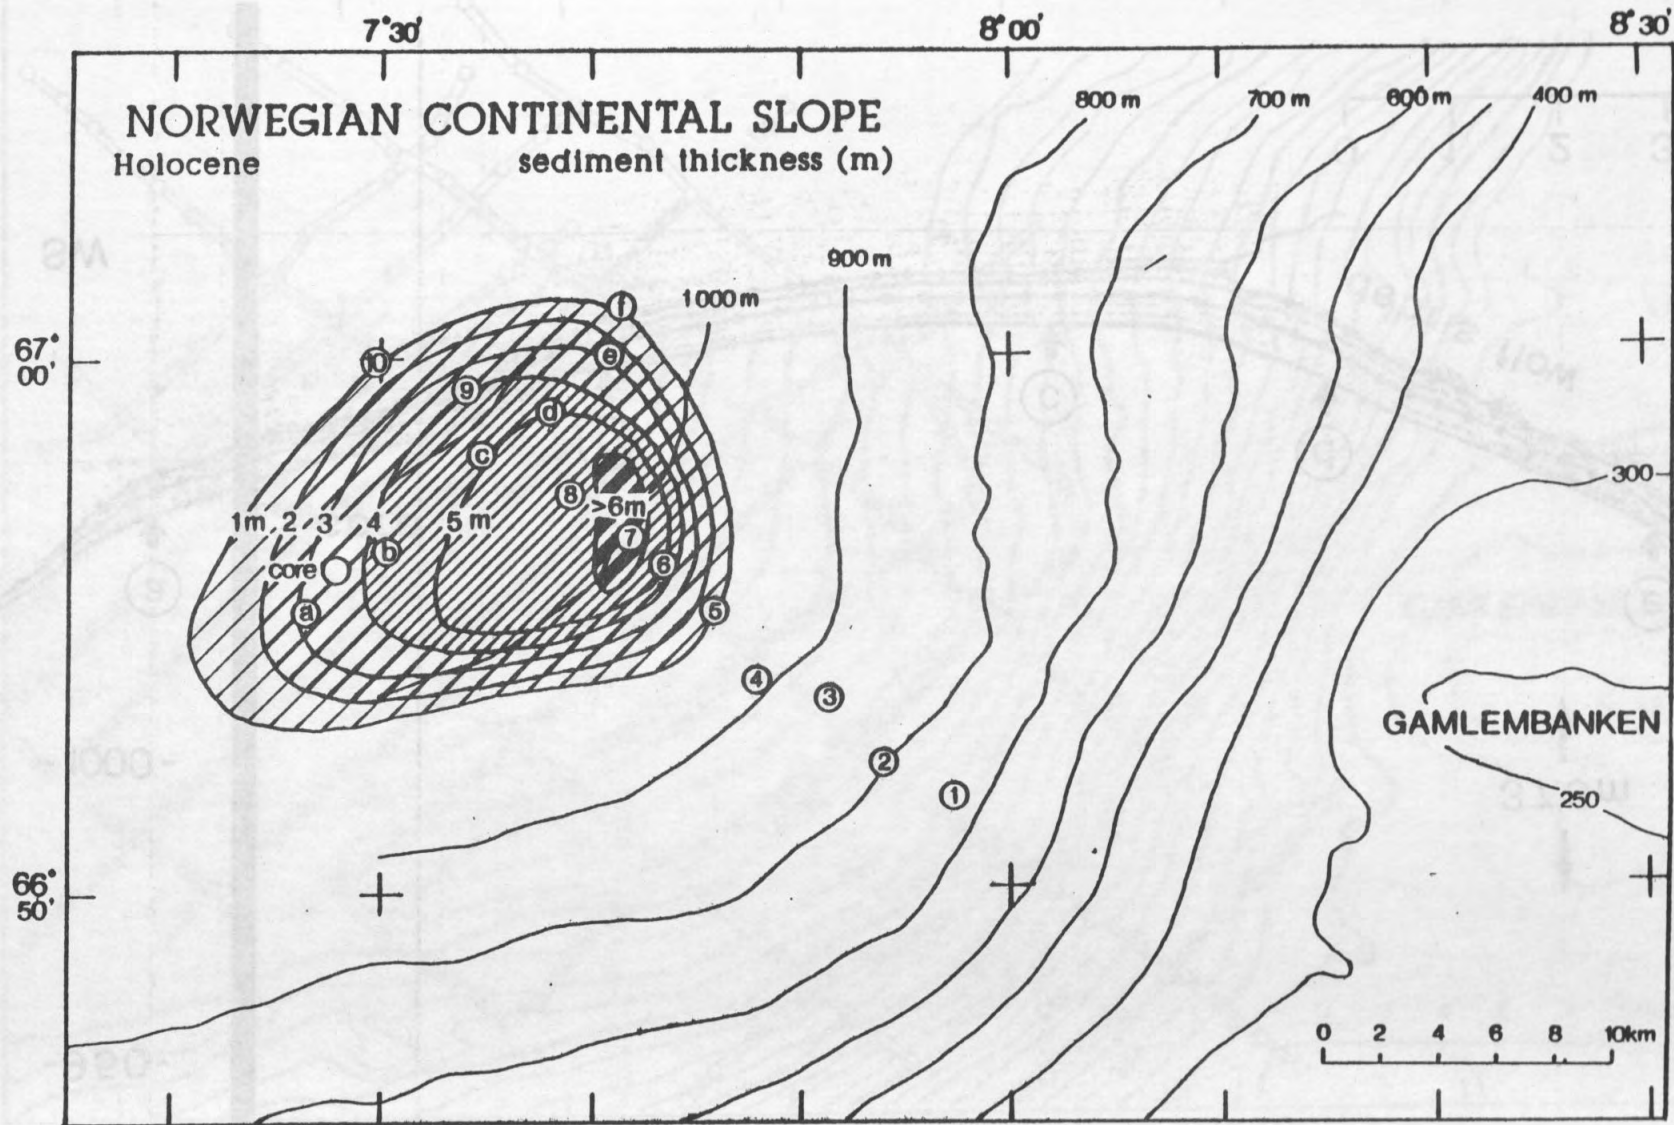 7°30' 8°00' 8°30'
NORWEGIAN CONTINENTAL SLOPE
Holocene sediment thickness (m)
800 m 700 m 600 m 400 m
900 m
1000 m
f
67°
00'
10
e
9
d
c
300
8
>6m
1m 2 3 4 5 m
7
b
core
6
a
5
4
3
GAMLEMBANKEN
2
1
250
66°
50'
0 2 4 6 8 10km